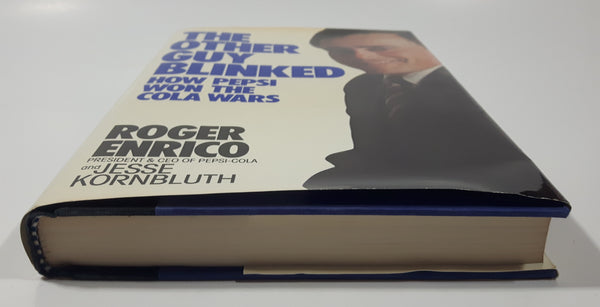 THE
OTHER
GUY
BLINKED
HOW PEPSI
WON THE
COLA WARS
ROGER
ENRICO
PRESIDENT & CEO OF PEPSI-COLA
and JESSE
KORNBLUTH